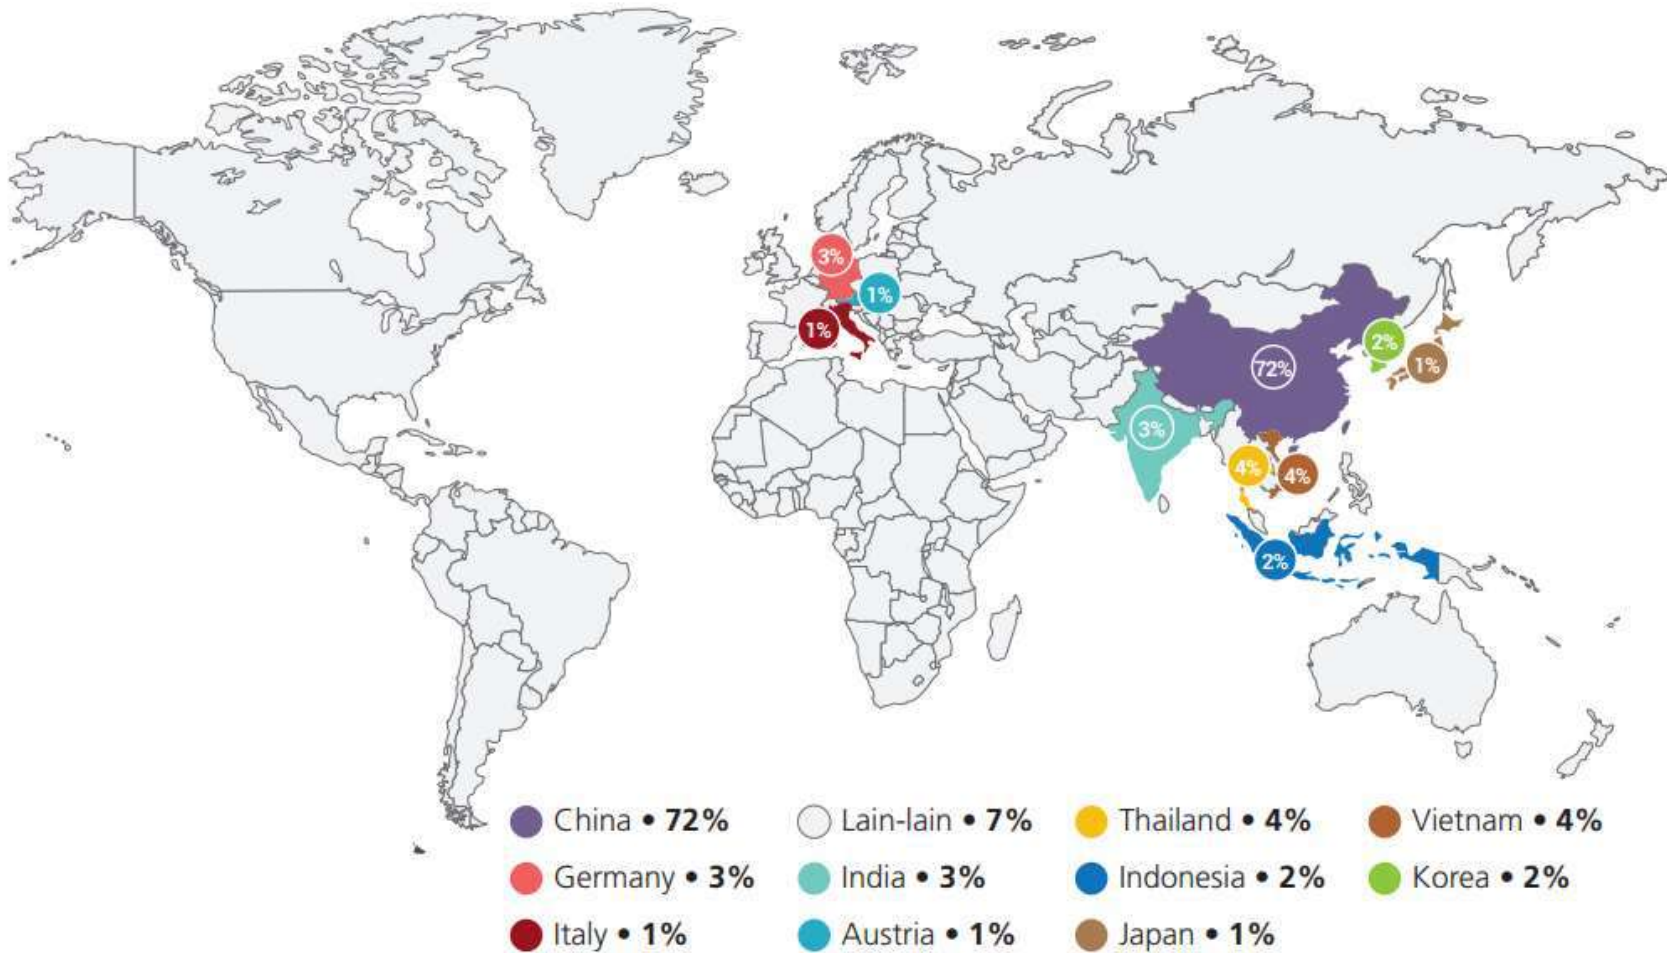 3%
1%
1%
72%
2%
1%
3%
4%
4%
2%
China • 72%
Lain-lain • 7%
Thailand • 4%
Vietnam • 4%
Germany • 3%
India • 3%
Indonesia • 2%
Korea • 2%
Italy • 1%
Austria • 1%
Japan • 1%